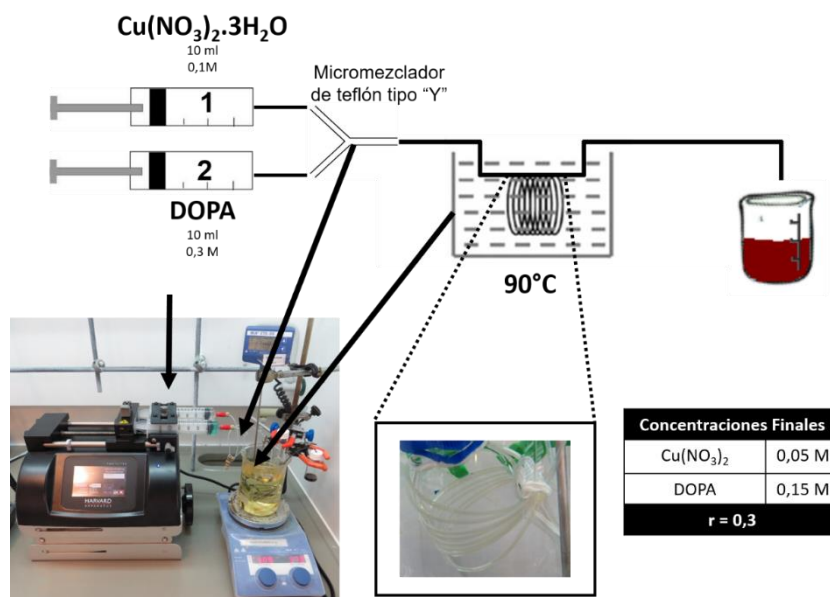 Cu(NO₃)₂.3H₂O
10 ml
0,1M
1
Micromezclador
de teflón tipo “Y”
2
DOPA
10 ml
0,3 M
90°C
HARVARD
APPARATUS
Concentraciones Finales
Cu(NO₃)₂ 0,05 M
DOPA 0,15 M
r = 0,3